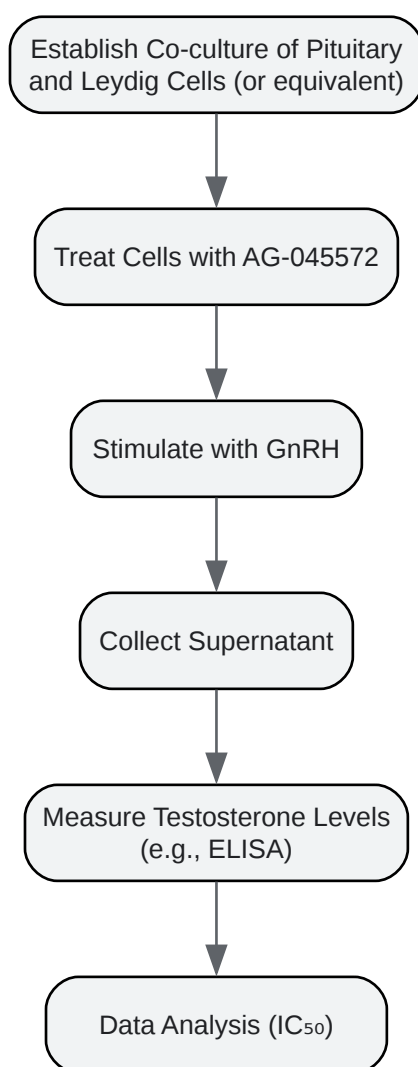 Establish Co-culture of Pituitary
and Leydig Cells (or equivalent)
Treat Cells with AG-045572
Stimulate with GnRH
Collect Supernatant
Measure Testosterone Levels
(e.g., ELISA)
Data Analysis (IC₅₀)